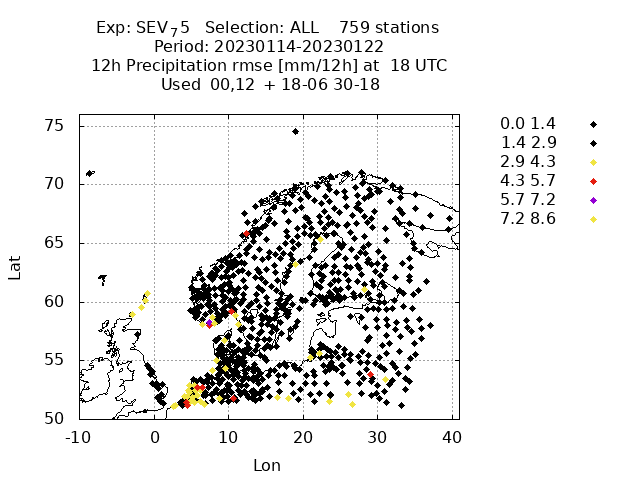 Exp: SEV₇5 Selection: ALL 759 stations
Period: 20230114-20230122
12h Precipitation rmse [mm/12h] at 18 UTC
Used 00,12 + 18-06 30-18
75
70
65
60
55
50
-10 0 10 20 30 40
Lat
Lon
0.0 1.4
1.4 2.9
2.9 4.3
4.3 5.7
5.7 7.2
7.2 8.6